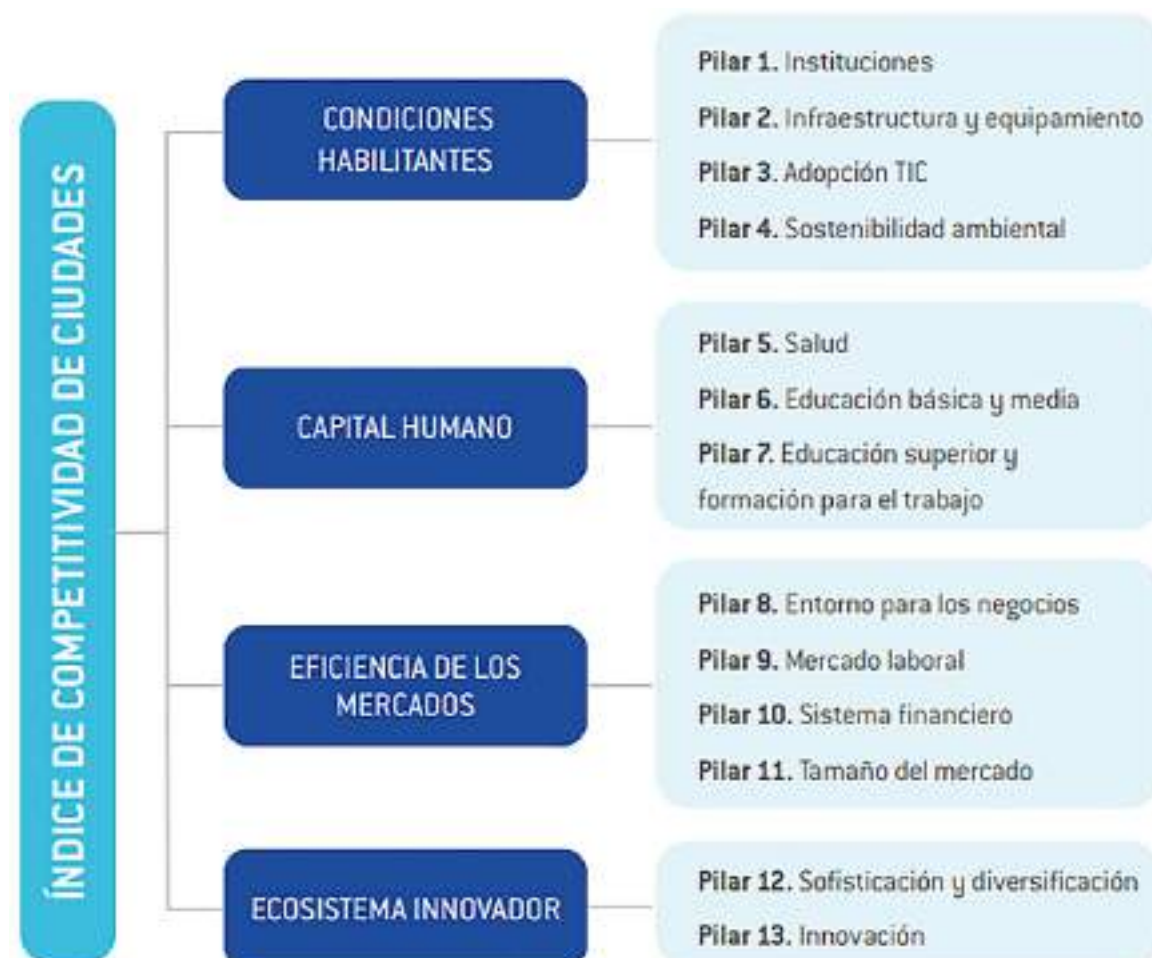 ÍNDICE DE COMPETITIVIDAD DE CIUDADES
CONDICIONES
HABILITANTES
Pilar 1. Instituciones
Pilar 2. Infraestructura y equipamiento
Pilar 3. Adopción TIC
Pilar 4. Sostenibilidad ambiental
CAPITAL HUMANO
Pilar 5. Salud
Pilar 6. Educación básica y media
Pilar 7. Educación superior y
formación para el trabajo
EFICIENCIA DE LOS
MERCADOS
Pilar 8. Entorno para los negocios
Pilar 9. Mercado laboral
Pilar 10. Sistema financiero
Pilar 11. Tamaño del mercado
ECOSISTEMA INNOVADOR
Pilar 12. Sofisticación y diversificación
Pilar 13. Innovación